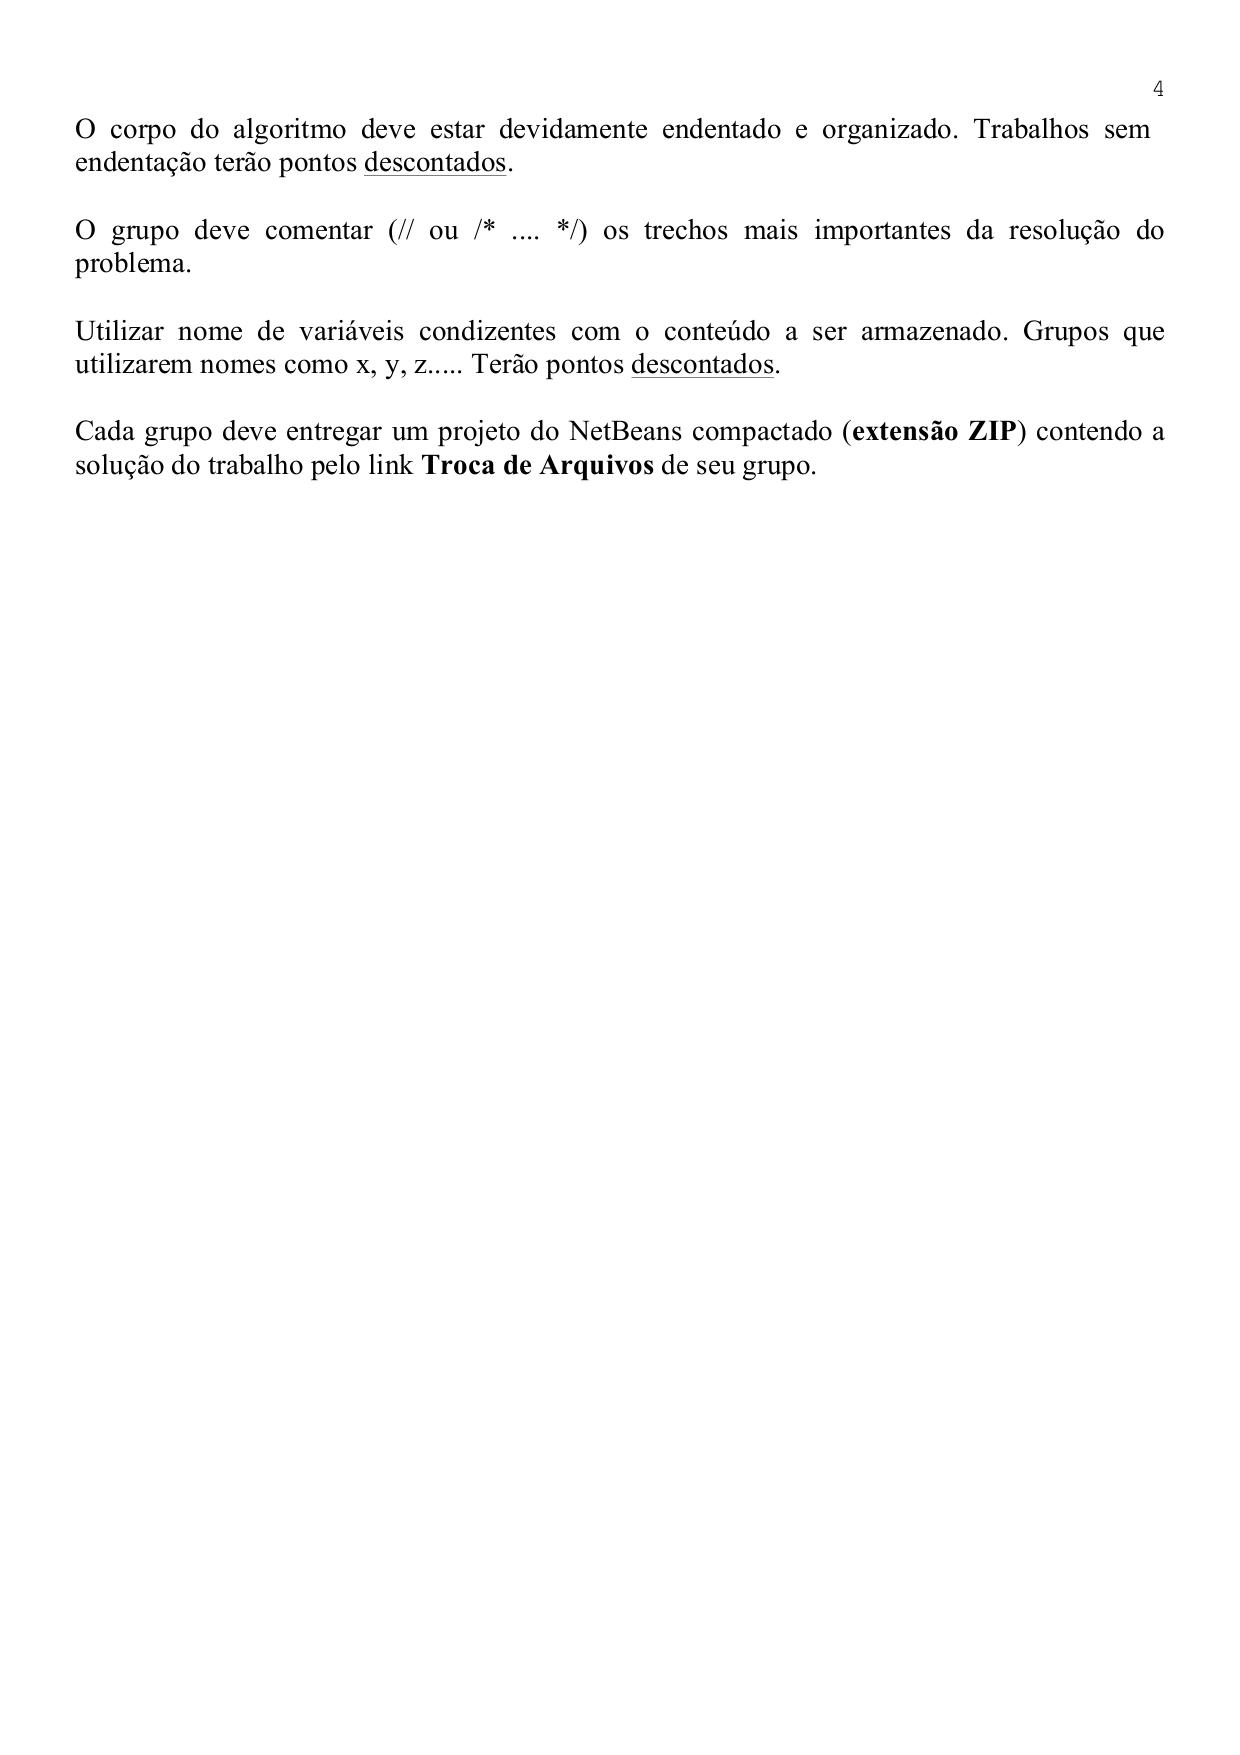 4
O corpo do algoritmo deve estar devidamente endentado e organizado. Trabalhos sem
endentação terão pontos descontados.
O grupo deve comentar (// ou /* .... */) os trechos mais importantes da resolução do
problema.
Utilizar nome de variáveis condizentes com o conteúdo a ser armazenado. Grupos que
utilizarem nomes como x, y, z..... Terão pontos descontados.
Cada grupo deve entregar um projeto do NetBeans compactado (extensão ZIP) contendo a
solução do trabalho pelo link Troca de Arquivos de seu grupo.